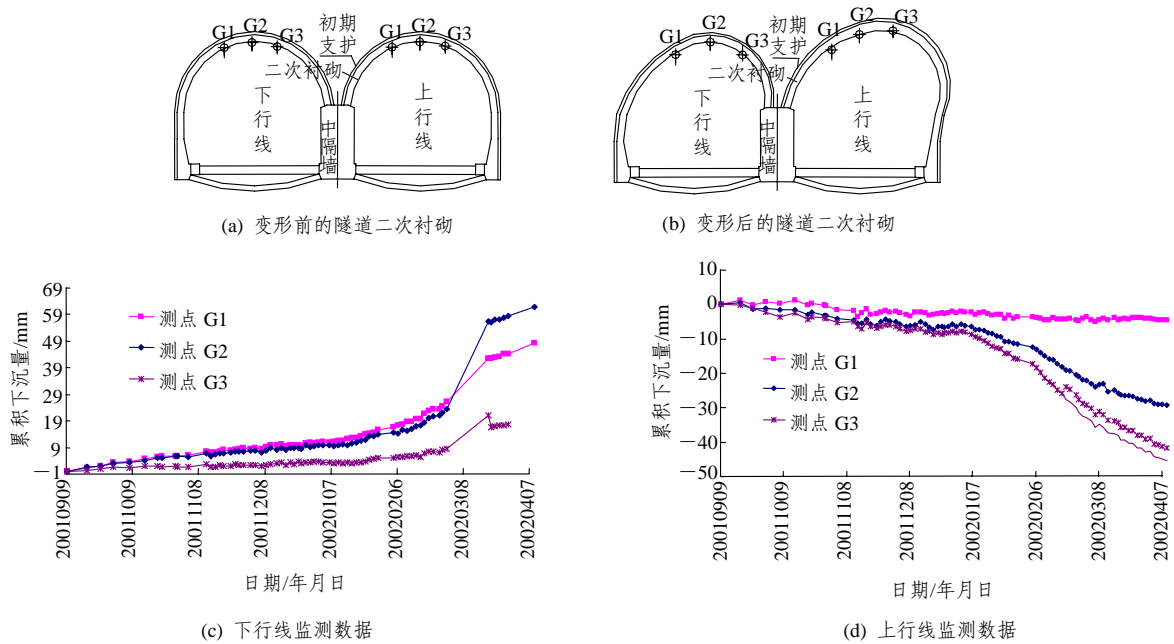 G1 G2 G3 初期支护 G1 G2 G3
二次衬砌
下行线 中隔墙 上行线
(a) 变形前的隧道二次衬砌
G1 G2 G3 初期支护 G1 G2 G3
二次衬砌
下行线 中隔墙 上行线
(b) 变形后的隧道二次衬砌
累积下沉量/mm
69
59
49
39
29
19
9
－1
测点 G1
测点 G2
测点 G3
20010909 20011009 20011108 20011208 20020107 20020206 20020308 20020407
日期/年月日
(c) 下行线监测数据
累积下沉量/mm
10
0
－10
－20
－30
－40
－50
测点 G1
测点 G2
测点 G3
20010909 20011009 20011108 20011208 20020107 20020206 20020308 20020407
日期/年月日
(d) 上行线监测数据